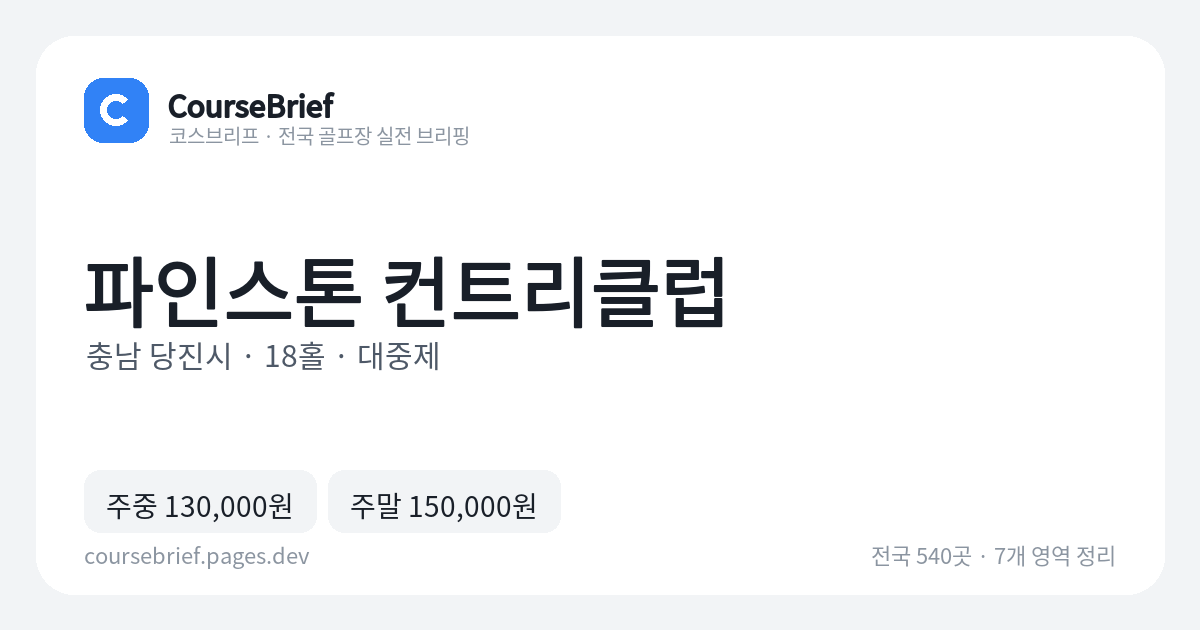 C
CourseBrief
코스브리프 · 전국 골프장 실전 브리핑
파인스톤 컨트리클럽
충남 당진시 · 18홀 · 대중제
주중 130,000원 주말 150,000원
coursebrief.pages.dev
전국 540곳 · 7개 영역 정리